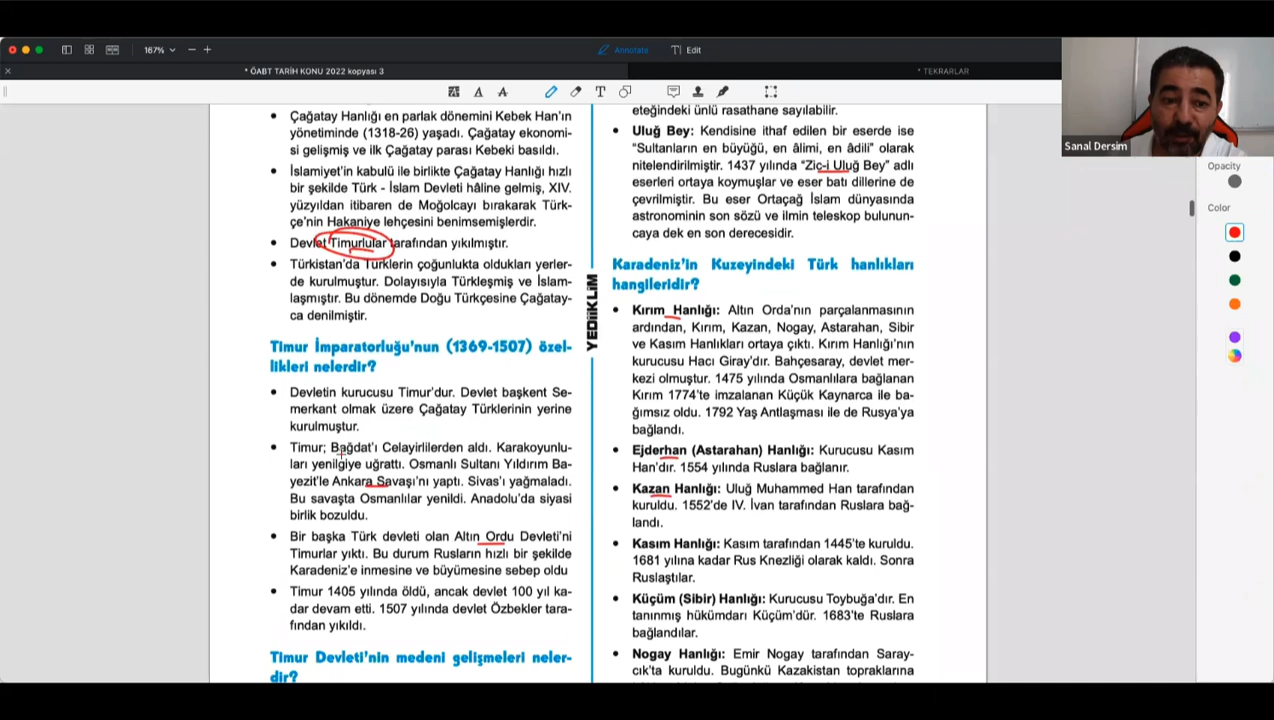 167%
Annotate
Edit
* ÖABT TARİH KONU 2022 kopyası 3
* TEKRARLAR
Sanal Dersim
Opacity
Color
Çağatay Hanlığı en parlak dönemini Kebek Han’ın
yönetiminde (1318-26) yaşadı. Çağatay ekonomi-
si gelişmiş ve ilk Çağatay parası Kebeki basıldı.
İslamiyet’in kabulü ile birlikte Çağatay Hanlığı hızlı
bir şekilde Türk - İslam Devleti hâline gelmiş, XIV.
yüzyıldan itibaren de Moğolcayı bırakarak Türk-
çe’nin Hakaniye lehçesini benimsemişlerdir.
Devlet Timurlular tarafından yıkılmıştır.
Türkistan’da Türklerin çoğunlukta oldukları yerler-
de kurulmuştur. Dolayısıyla Türkleşmiş ve İslam-
laşmıştır. Bu dönemde Doğu Türkçesine Çağatay-
ca denilmiştir.
Timur İmparatorluğu’nun (1369-1507) özel-
likleri nelerdir?
Devletin kurucusu Timur’dur. Devlet başkent Se-
merkant olmak üzere Çağatay Türklerinin yerine
kurulmuştur.
Timur; Bağdat’ı Celayirlilerden aldı. Karakoyunlu-
ları yenilgiye uğrattı. Osmanlı Sultanı Yıldırım Ba-
yezit’le Ankara Savaşı’nı yaptı. Sivas’ı yağmaladı.
Bu savaşta Osmanlılar yenildi. Anadolu’da siyasi
birlik bozuldu.
Bir başka Türk devleti olan Altın Ordu Devleti’ni
Timurlar yıktı. Bu durum Rusların hızlı bir şekilde
Karadeniz’e inmesine ve büyümesine sebep oldu
Timur 1405 yılında öldü, ancak devlet 100 yıl ka-
dar devam etti. 1507 yılında devlet Özbekler tara-
fından yıkıldı.
Timur Devleti’nin medeni gelişmeleri neler-
dir?
YEDİİKLİM
eteğindeki ünlü rasathane sayılabilir.
Uluğ Bey: Kendisine ithaf edilen bir eserde ise
“Sultanların en büyüğü, en âlimi, en âdili” olarak
nitelendirilmiştir. 1437 yılında “Zic-i Uluğ Bey” adlı
eserleri ortaya koymuşlar ve eser batı dillerine de
çevrilmiştir. Bu eser Ortaçağ İslam dünyasında
astronominin son sözü ve ilmin teleskop bulunun-
caya dek en son derecesidir.
Karadeniz’in Kuzeyindeki Türk hanlıkları
hangileridir?
Kırım Hanlığı: Altın Orda’nın parçalanmasının
ardından, Kırım, Kazan, Nogay, Astarahan, Sibir
ve Kasım Hanlıkları ortaya çıktı. Kırım Hanlığı’nın
kurucusu Hacı Giray’dır. Bahçesaray, devlet mer-
kezi olmuştur. 1475 yılında Osmanlılara bağlanan
Kırım 1774’te imzalanan Küçük Kaynarca ile ba-
ğımsız oldu. 1792 Yaş Antlaşması ile de Rusya’ya
bağlandı.
Ejderhan (Astarahan) Hanlığı: Kurucusu Kasım
Han’dır. 1554 yılında Ruslara bağlanır.
Kazan Hanlığı: Uluğ Muhammed Han tarafından
kuruldu. 1552’de IV. İvan tarafından Ruslara bağ-
landı.
Kasım Hanlığı: Kasım tarafından 1445’te kuruldu.
1681 yılına kadar Rus Knezliği olarak kaldı. Sonra
Ruslaştılar.
Küçüm (Sibir) Hanlığı: Kurucusu Toybuğa’dır. En
tanınmış hükümdarı Küçüm’dür. 1683’te Ruslara
bağlandılar.
Nogay Hanlığı: Emir Nogay tarafından Saray-
cık’ta kuruldu. Bugünkü Kazakistan topraklarına